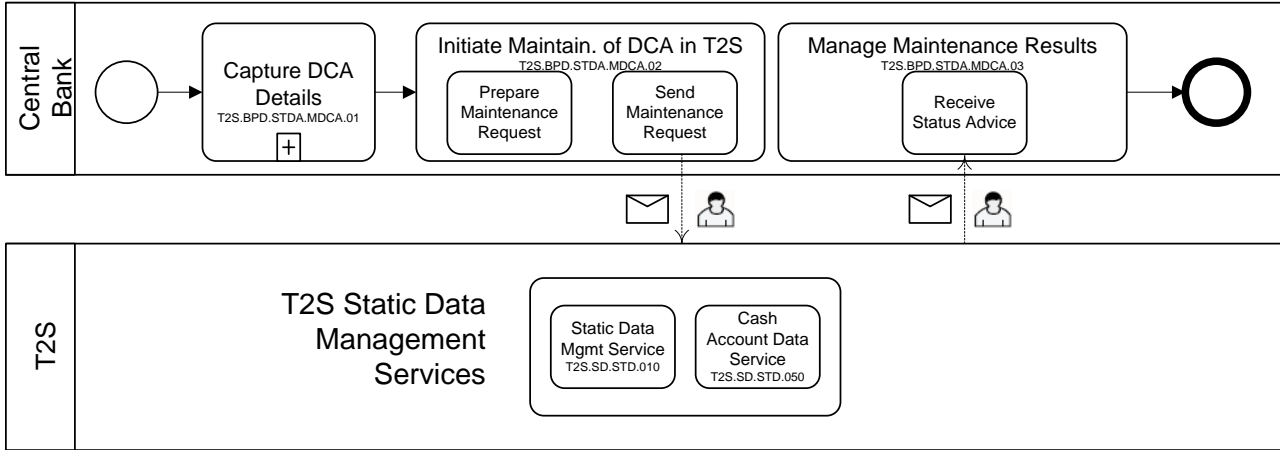 Central
Bank
Capture DCA
Details
T2S.BPD.STDA.MDCA.01
+
Initiate Maintain. of DCA in T2S
T2S.BPD.STDA.MDCA.02
Prepare
Maintenance
Request
Send
Maintenance
Request
Manage Maintenance Results
T2S.BPD.STDA.MDCA.03
Receive
Status Advice
T2S
T2S Static Data
Management
Services
Static Data
Mgmt Service
T2S.SD.STD.010
Cash
Account Data
Service
T2S.SD.STD.050